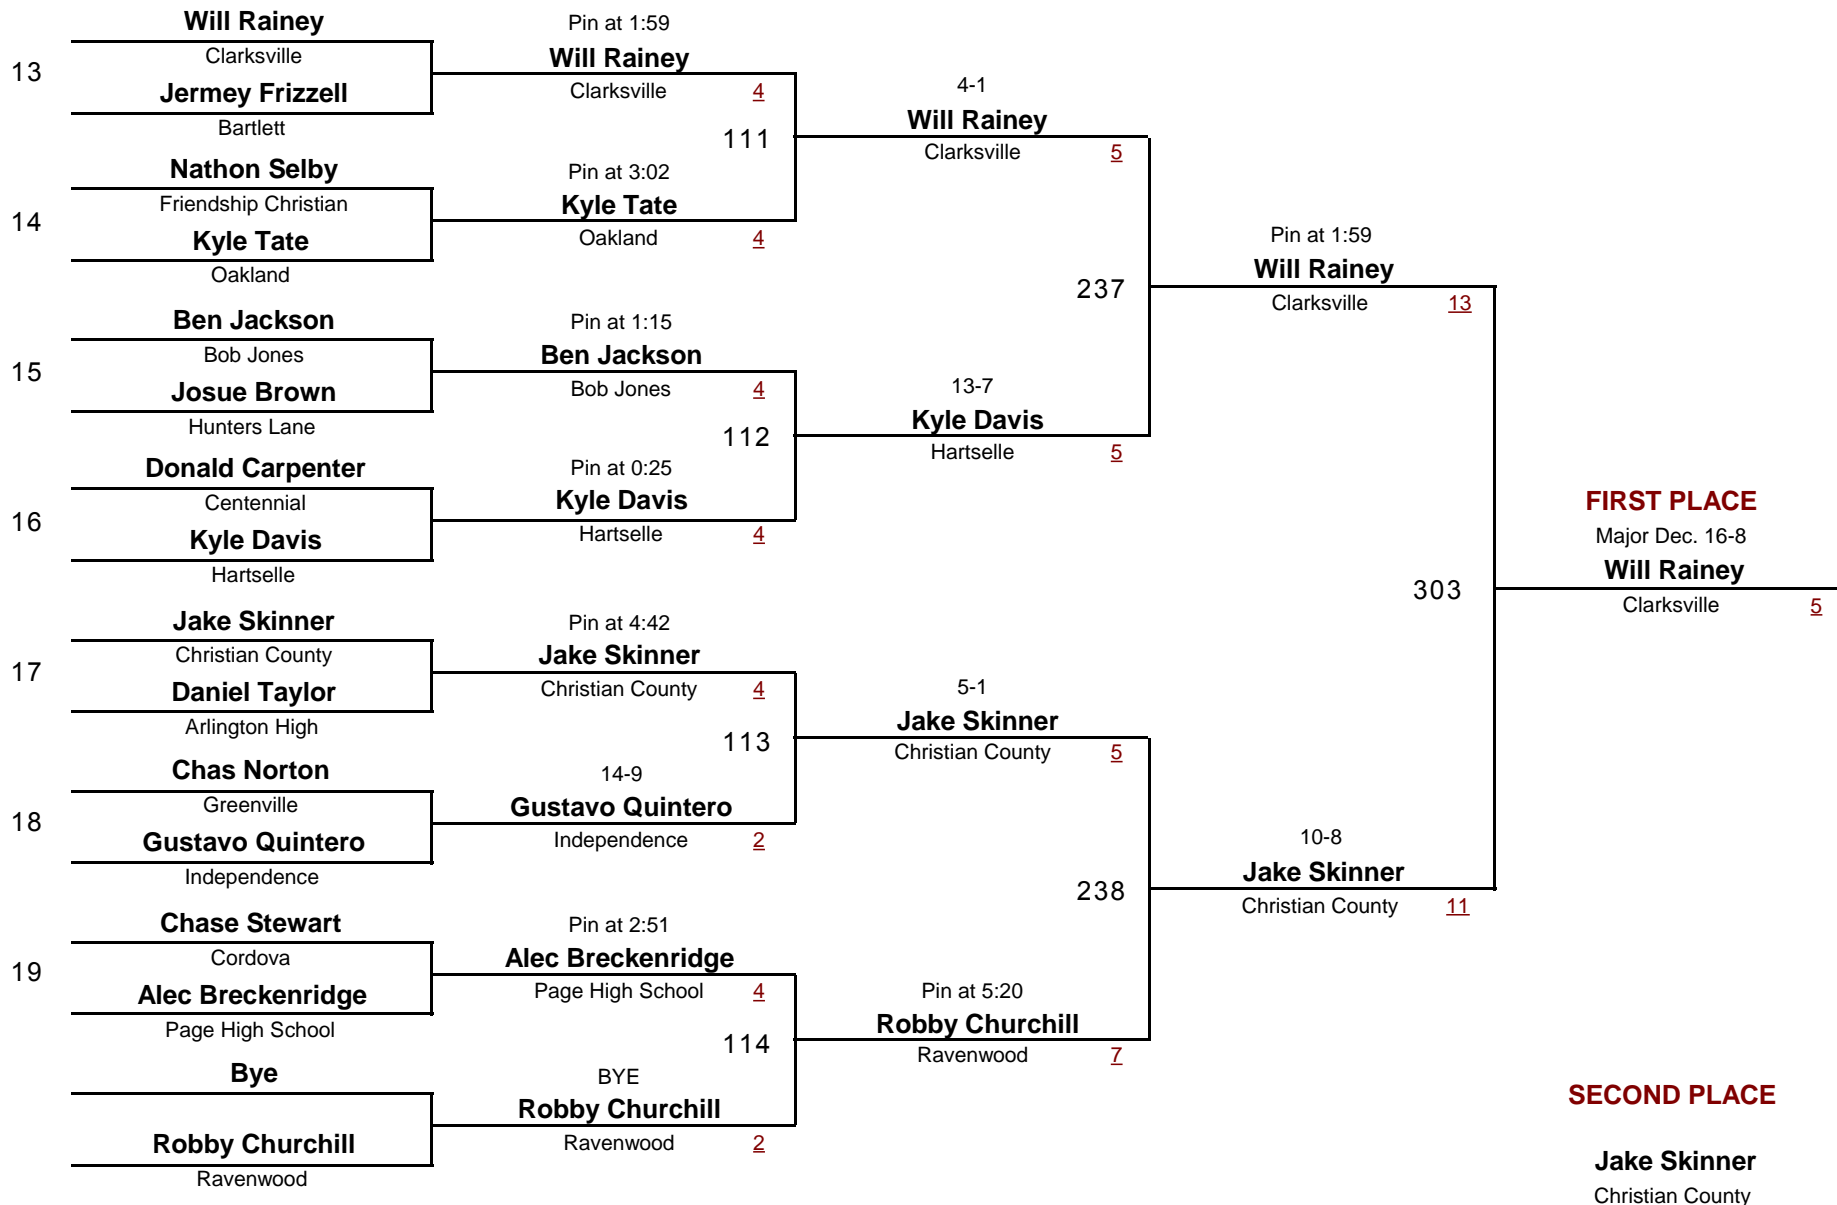 Will Rainey
Clarksville
13
Jermey Frizzell
Bartlett
Nathon Selby
Friendship Christian
14
Kyle Tate
Oakland
Ben Jackson
Bob Jones
15
Josue Brown
Hunters Lane
Donald Carpenter
Centennial
16
Kyle Davis
Hartselle
Jake Skinner
Christian County
17
Daniel Taylor
Arlington High
Chas Norton
Greenville
18
Gustavo Quintero
Independence
Chase Stewart
Cordova
19
Alec Breckenridge
Page High School
Bye
Robby Churchill
Ravenwood
Pin at 1:59
Will Rainey
Clarksville 4
111
Pin at 3:02
Kyle Tate
Oakland 4
Pin at 1:15
Ben Jackson
Bob Jones 4
112
Pin at 0:25
Kyle Davis
Hartselle 4
Pin at 4:42
Jake Skinner
Christian County 4
113
14-9
Gustavo Quintero
Independence 2
Pin at 2:51
Alec Breckenridge
Page High School 4
114
BYE
Robby Churchill
Ravenwood 2
4-1
Will Rainey
Clarksville 5
237
13-7
Kyle Davis
Hartselle 5
5-1
Jake Skinner
Christian County 5
238
Pin at 5:20
Robby Churchill
Ravenwood 7
Pin at 1:59
Will Rainey
Clarksville 13
303
10-8
Jake Skinner
Christian County 11
FIRST PLACE
Major Dec. 16-8
Will Rainey
Clarksville 5
SECOND PLACE
Jake Skinner
Christian County